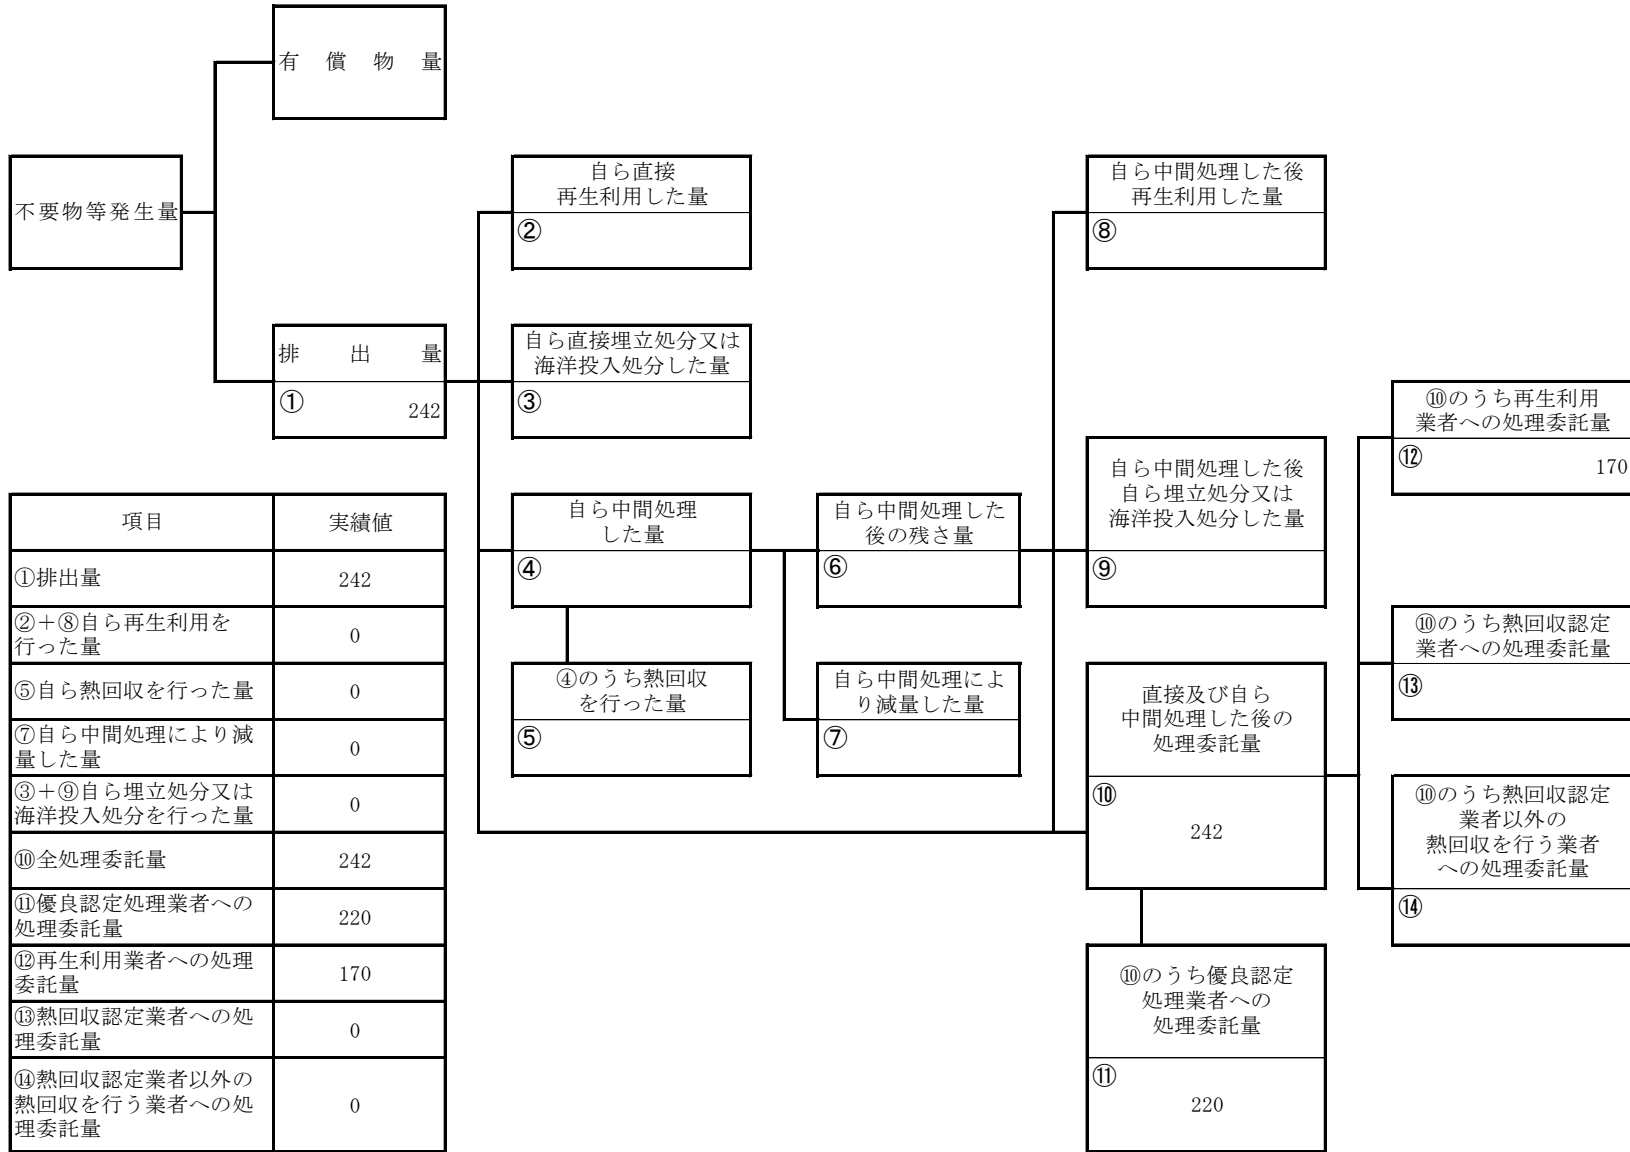 有償物量
不要物等発生量
排出量
①
242
自ら直接
再生利用した量
②
自ら直接埋立処分又は
海洋投入処分した量
③
自ら中間処理
した量
④
④のうち熱回収
を行った量
⑤
自ら中間処理した
後の残さ量
⑥
自ら中間処理によ
り減量した量
⑦
自ら中間処理した後
再生利用した量
⑧
自ら中間処理した後
自ら埋立処分又は
海洋投入処分した量
⑨
直接及び自ら
中間処理した後の
処理委託量
⑩
242
⑩のうち優良認定
処理業者への
処理委託量
⑪
220
⑩のうち再生利用
業者への処理委託量
⑫
170
⑩のうち熱回収認定
業者への処理委託量
⑬
⑩のうち熱回収認定
業者以外の
熱回収を行う業者
への処理委託量
⑭
項目 実績値
①排出量 242
②+⑧自ら再生利用を
行った量 0
⑤自ら熱回収を行った量 0
⑦自ら中間処理により減
量した量 0
③+⑨自ら埋立処分又は
海洋投入処分を行った量 0
⑩全処理委託量 242
⑪優良認定処理業者への
処理委託量 220
⑫再生利用業者への処理
委託量 170
⑬熱回収認定業者への処
理委託量 0
⑭熱回収認定業者以外の
熱回収を行う業者への処
理委託量 0